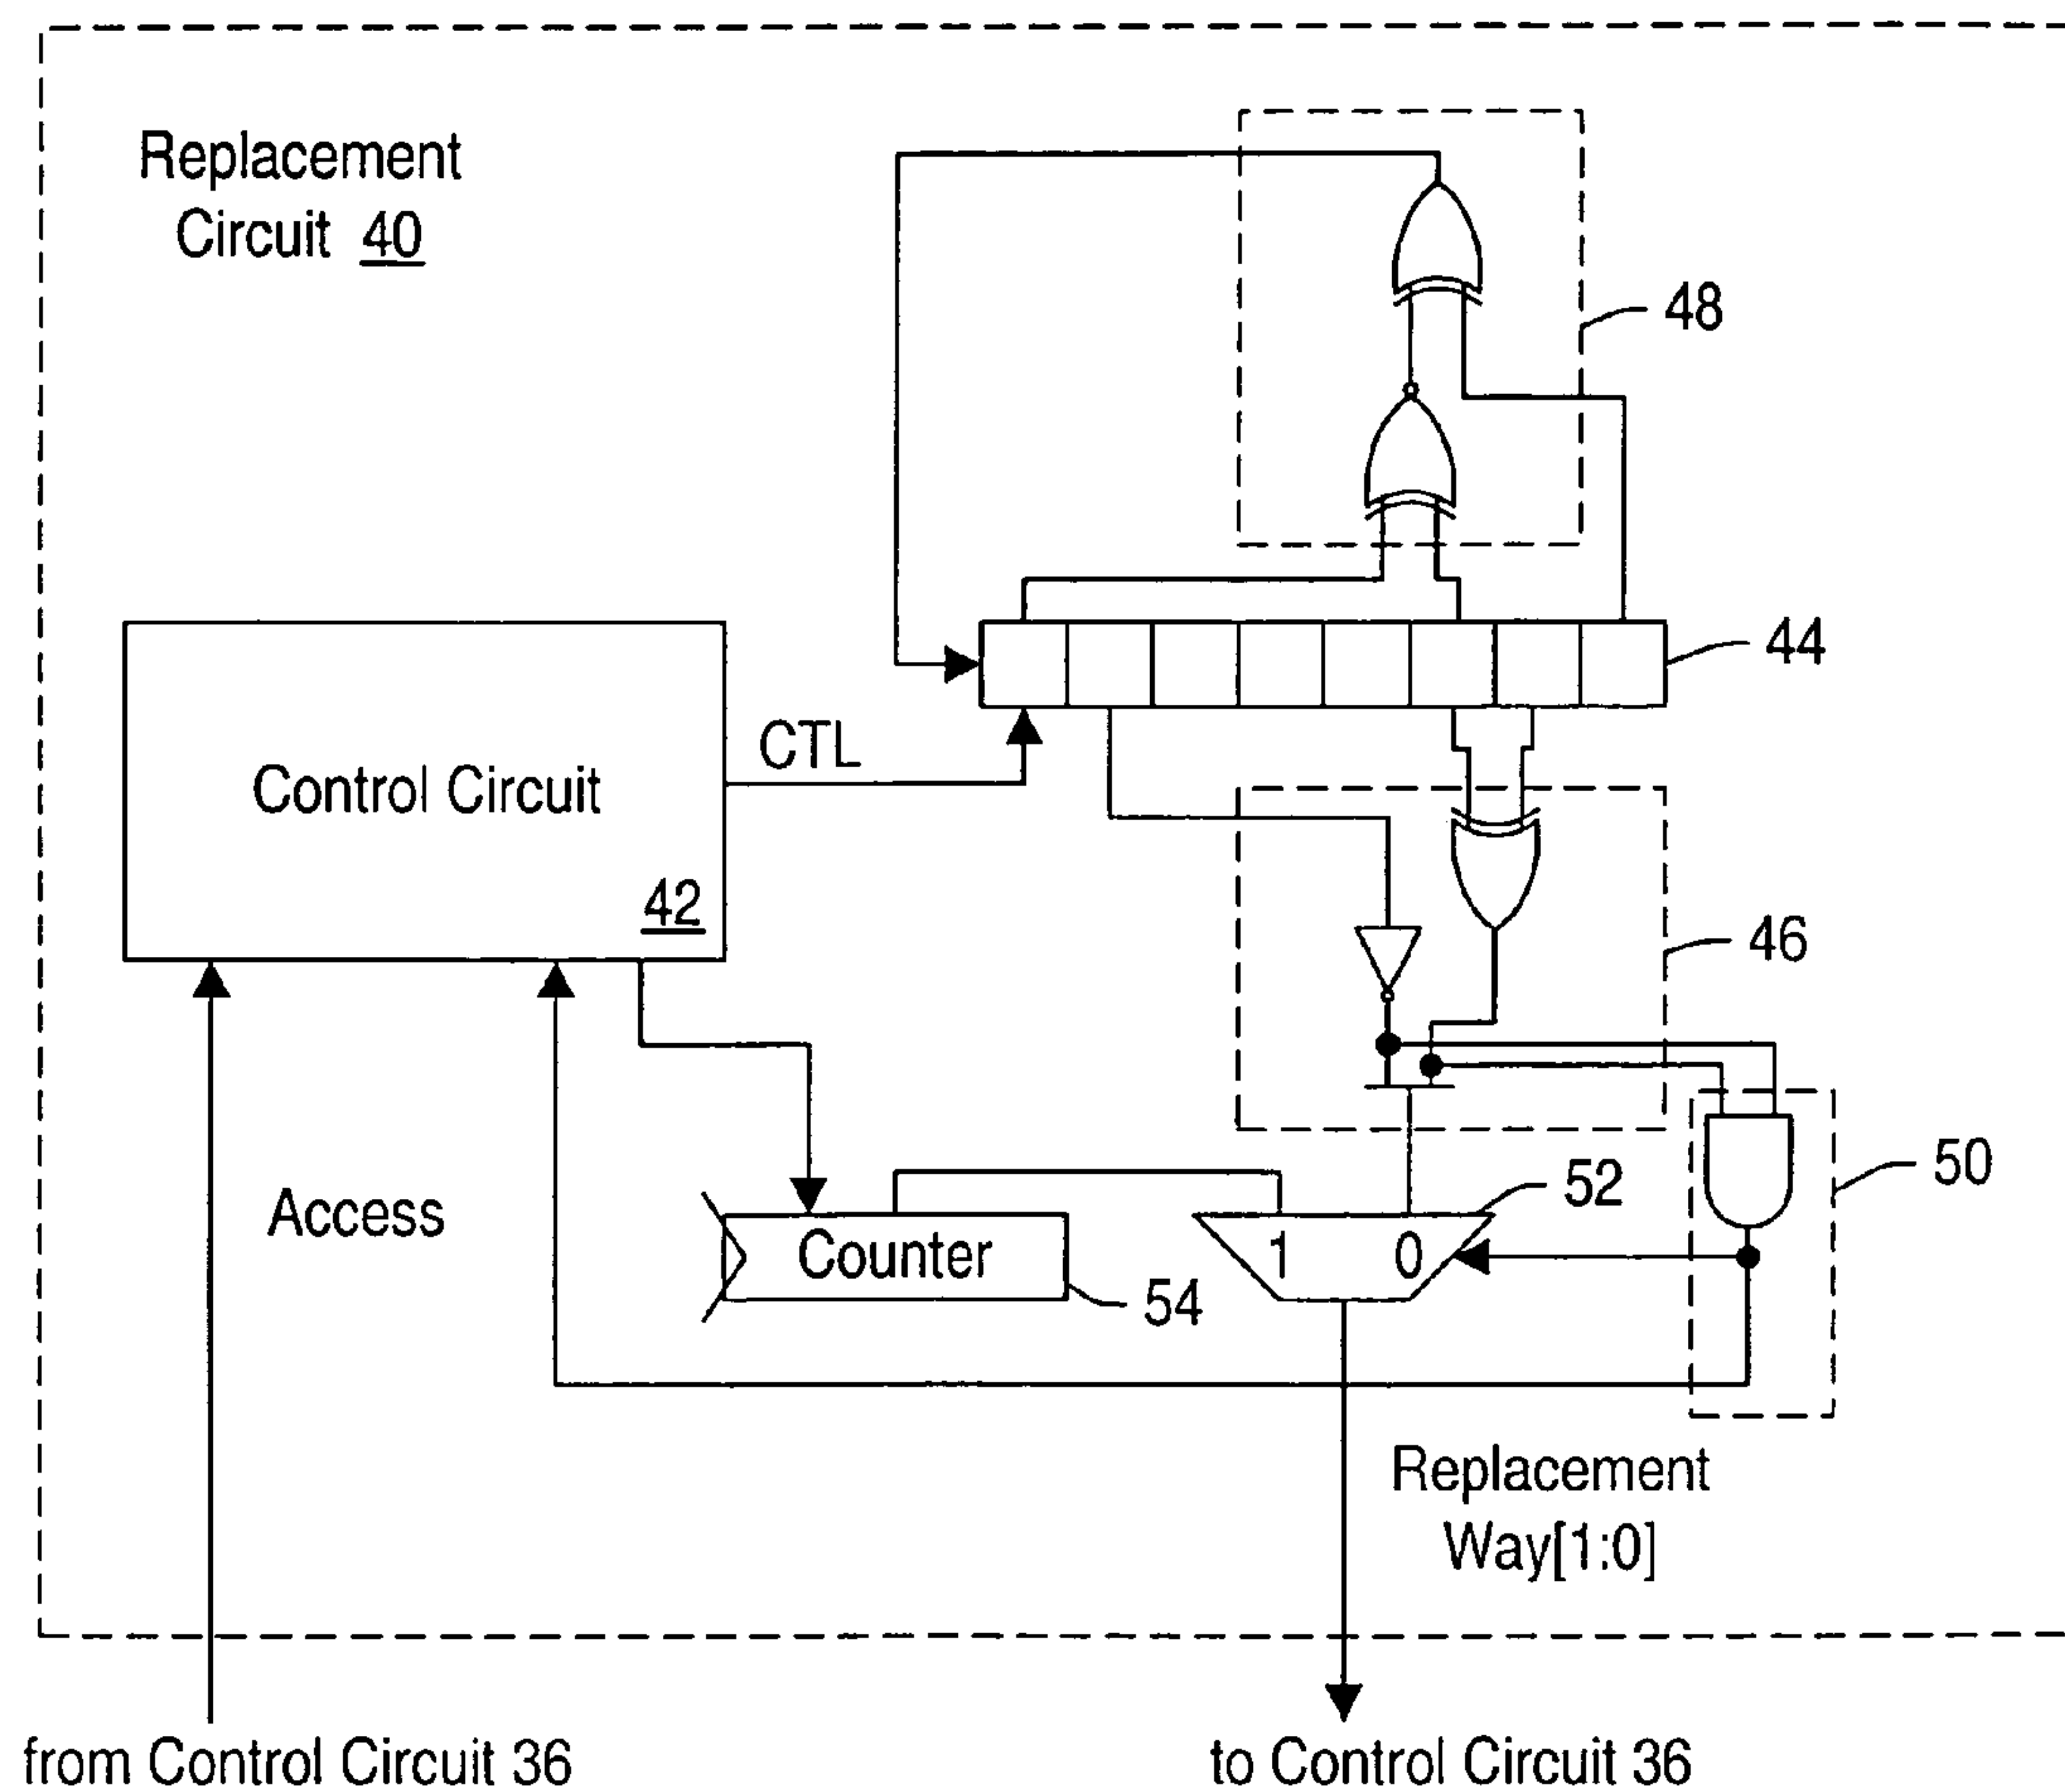 Replacement
Circuit 40
48
44
CTL
Control Circuit
42
46
50
52
Access
Counter
1 0
54
Replacement
Way[1:0]
from Control Circuit 36
to Control Circuit 36